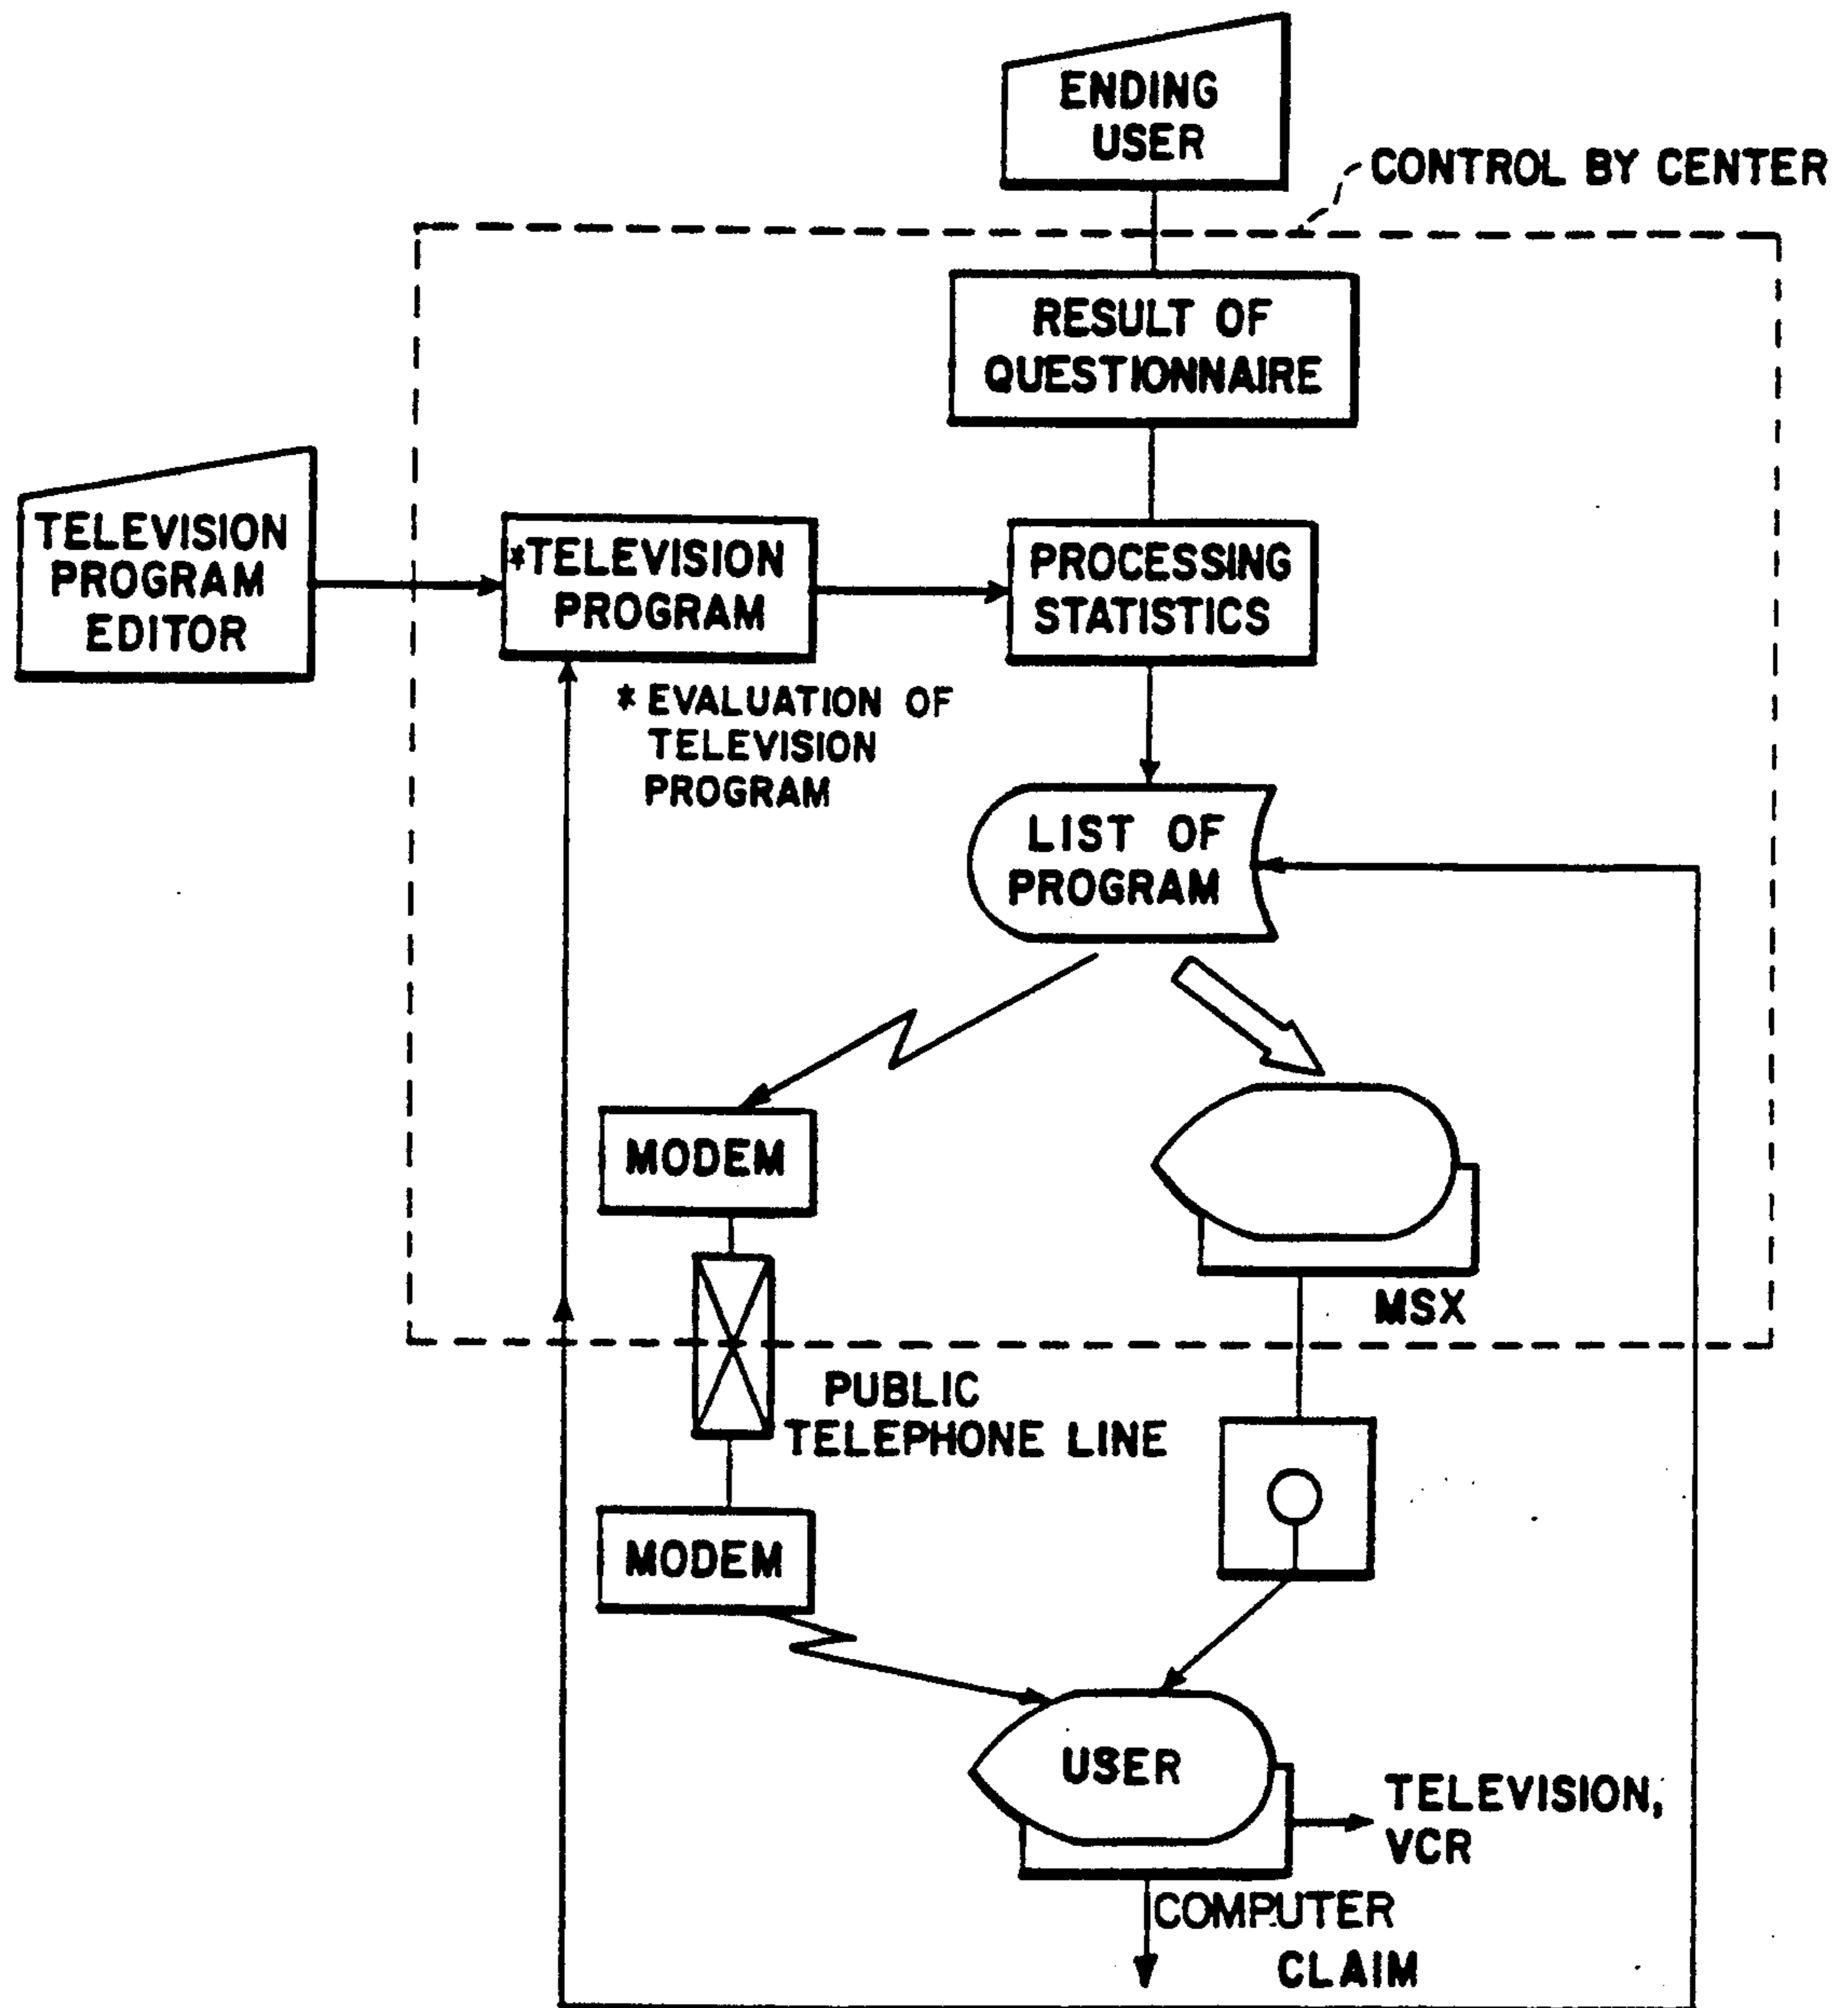 ENDING
USER
CONTROL BY CENTER
RESULT OF
QUESTIONNAIRE
TELEVISION
PROGRAM
EDITOR
*TELEVISION
PROGRAM
PROCESSING
STATISTICS
* EVALUATION OF
TELEVISION
PROGRAM
LIST OF
PROGRAM
MODEM
MSX
PUBLIC
TELEPHONE LINE
MODEM
USER
TELEVISION,
VCR
COMPUTER
CLAIM